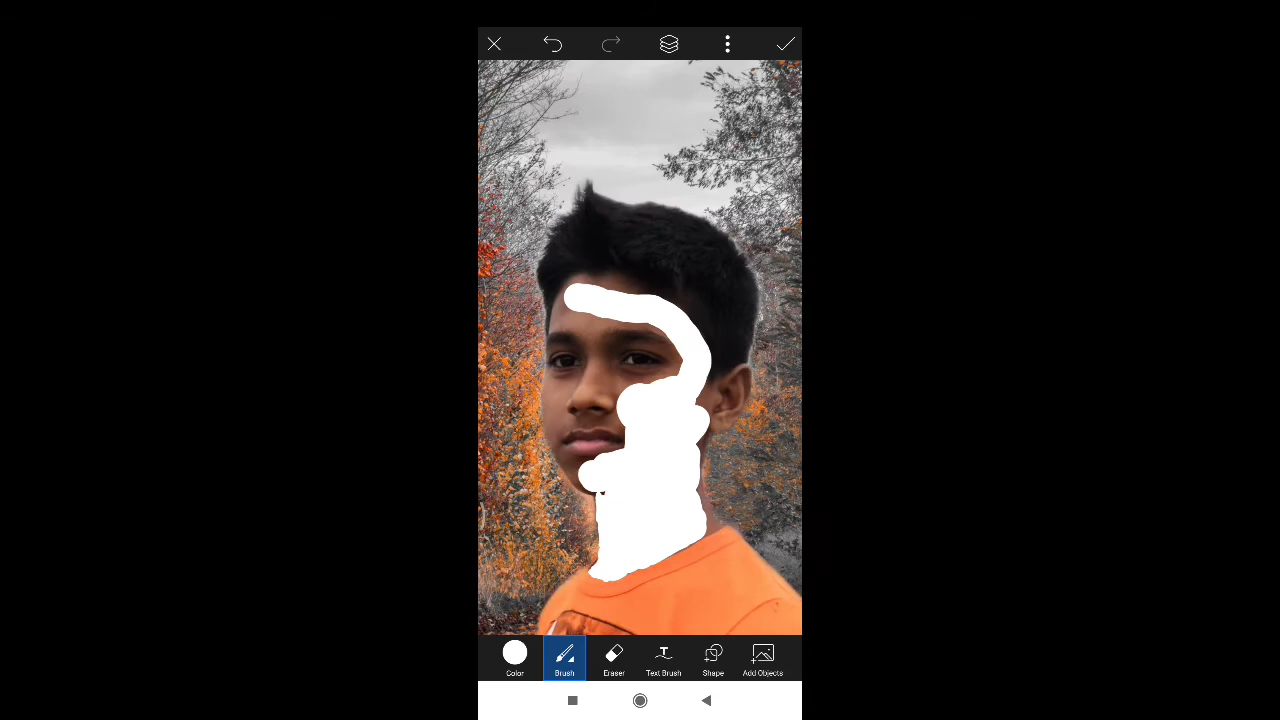 Color
Brush
Eraser
Text Brush
Shape
Add Objects